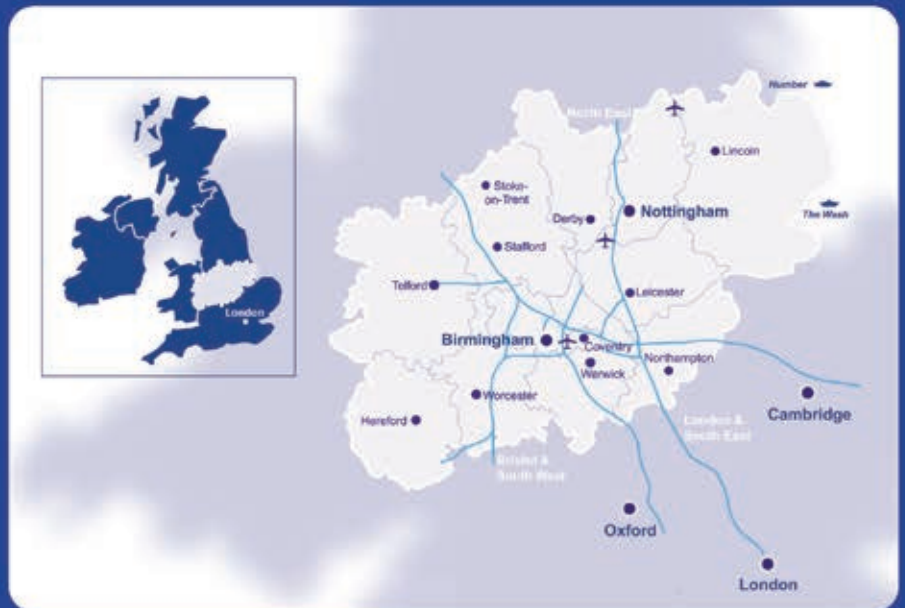 London
North East
Humber
Lincoln
Stoke-
on-Trent
Derby
Nottingham
The Wash
Stafford
Telford
Leicester
Birmingham
Coventry
Northampton
Warwick
Worcester
Cambridge
Hereford
London &
South East
Bristol &
South West
Oxford
London